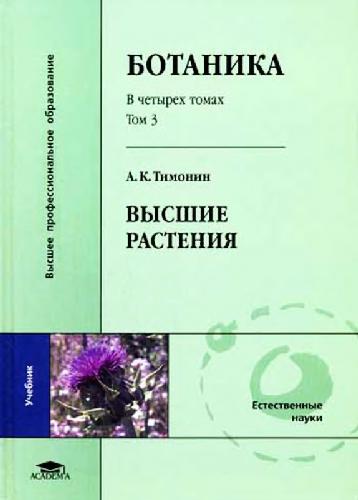 БОТАНИКА
В четырех томах
Том 3
А. К. Тимонин
ВЫСШИЕ
РАСТЕНИЯ
Высшее профессиональное образование
Учебник
Естественные
науки
ACADEMA